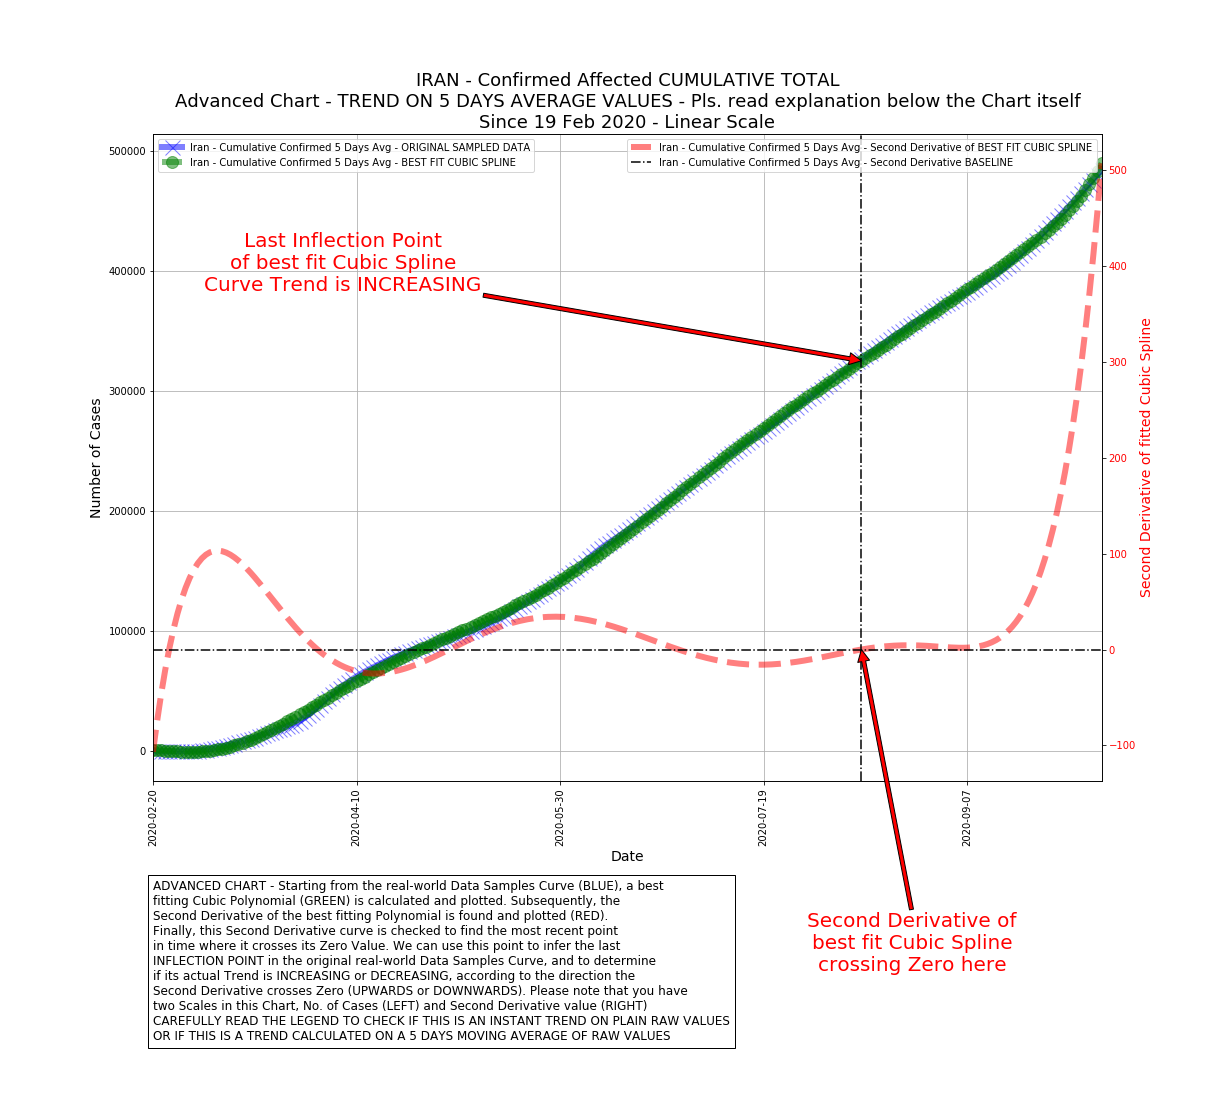 IRAN - Confirmed Affected CUMULATIVE TOTAL
Advanced Chart - TREND ON 5 DAYS AVERAGE VALUES - Pls. read explanation below the Chart itself
Since 19 Feb 2020 - Linear Scale
Iran - Cumulative Confirmed 5 Days Avg - ORIGINAL SAMPLED DATA
Iran - Cumulative Confirmed 5 Days Avg - BEST FIT CUBIC SPLINE
Iran - Cumulative Confirmed 5 Days Avg - Second Derivative of BEST FIT CUBIC SPLINE
Iran - Cumulative Confirmed 5 Days Avg - Second Derivative BASELINE
Last Inflection Point
of best fit Cubic Spline
Curve Trend is INCREASING
Number of Cases
500000
400000
300000
200000
100000
0
Second Derivative of fitted Cubic Spline
500
400
300
200
100
0
−100
2020-02-20
2020-04-10
2020-05-30
2020-07-19
2020-09-07
Date
Second Derivative of
best fit Cubic Spline
crossing Zero here
ADVANCED CHART - Starting from the real-world Data Samples Curve (BLUE), a best
fitting Cubic Polynomial (GREEN) is calculated and plotted. Subsequently, the
Second Derivative of the best fitting Polynomial is found and plotted (RED).
Finally, this Second Derivative curve is checked to find the most recent point
in time where it crosses its Zero Value. We can use this point to infer the last
INFLECTION POINT in the original real-world Data Samples Curve, and to determine
if its actual Trend is INCREASING or DECREASING, according to the direction the
Second Derivative crosses Zero (UPWARDS or DOWNWARDS). Please note that you have
two Scales in this Chart, No. of Cases (LEFT) and Second Derivative value (RIGHT)
CAREFULLY READ THE LEGEND TO CHECK IF THIS IS AN INSTANT TREND ON PLAIN RAW VALUES
OR IF THIS IS A TREND CALCULATED ON A 5 DAYS MOVING AVERAGE OF RAW VALUES